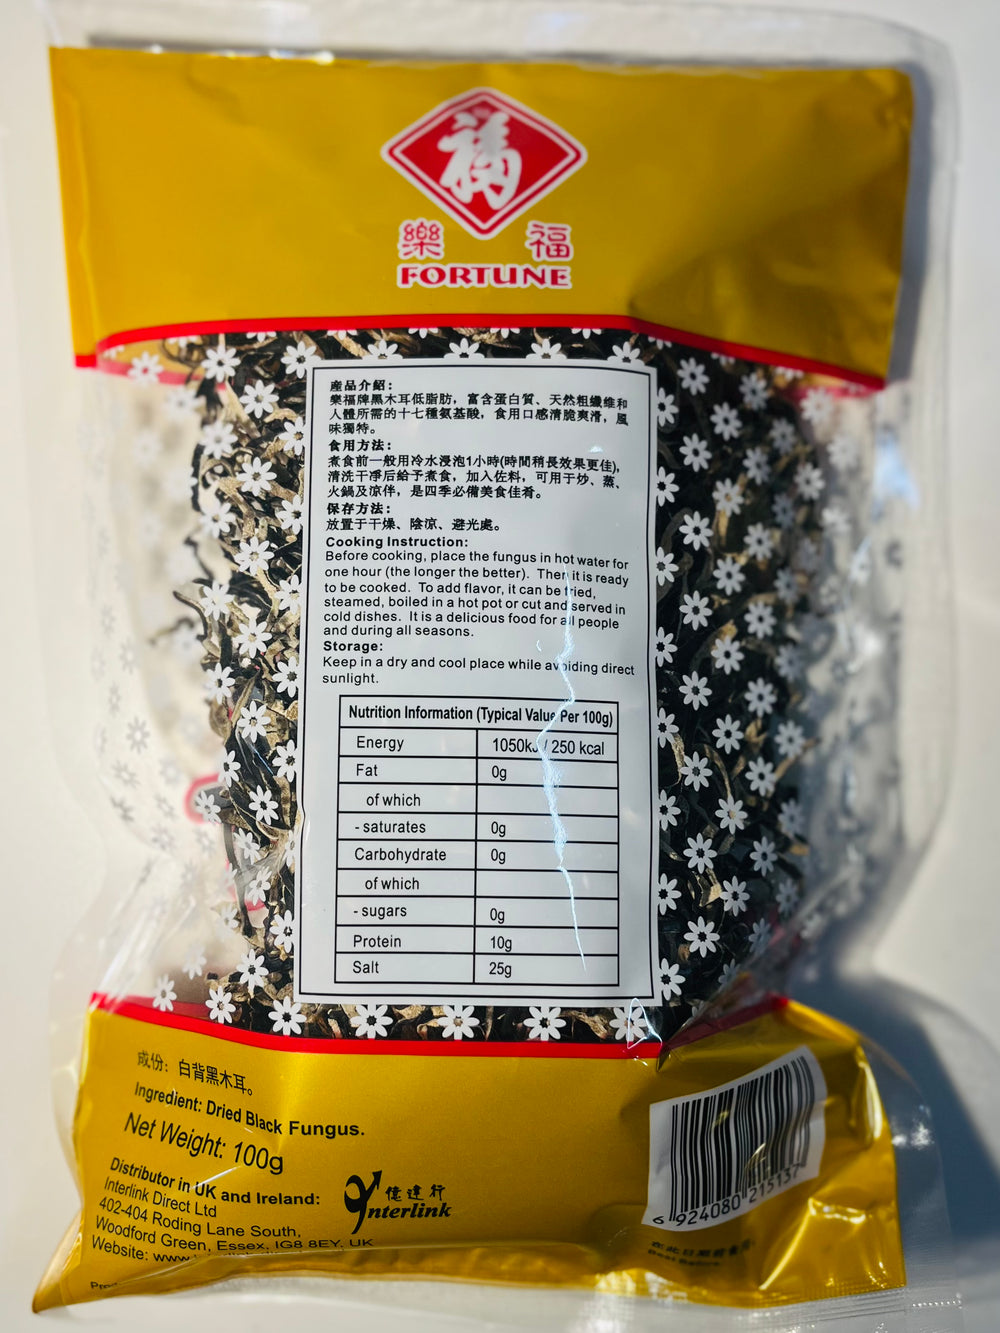 福
樂 福
FORTUNE
產品介紹：
樂福牌黑木耳低脂肪，富含蛋白質、天然粗纖維和
人體所需的十七種氨基酸，食用口感清脆爽滑，風
味獨特。
食用方法：
煮食前一般用冷水浸泡1小時(時間稍長效果更佳),
清洗干凈后給予煮食，加入佐料，可用于炒、蒸、
火鍋及涼伴，是四季必備美食佳肴。
保存方法：
放置于干燥、陰涼、避光處。
Cooking Instruction:
Before cooking, place the fungus in hot water for
one hour (the longer the better). Then it is ready
to be cooked. To add flavor, it can be fried,
steamed, boiled in a hot pot or cut and served in
cold dishes. It is a delicious food for all people
and during all seasons.
Storage:
Keep in a dry and cool place while avoiding direct
sunlight.
Nutrition Information (Typical Value Per 100g)
Energy 1050kJ / 250 kcal
Fat 0g
of which
- saturates 0g
Carbohydrate 0g
of which
- sugars 0g
Protein 10g
Salt 25g
成份：白背黑木耳。
Ingredient: Dried Black Fungus.
Net Weight: 100g
Distributor in UK and Ireland:
Interlink Direct Ltd
402-404 Roding Lane South,
Woodford Green, Essex, IG8 8EY, UK
Website: www
億達行
Interlink
6 924080 215137
在此日期前食用:
Best Before: